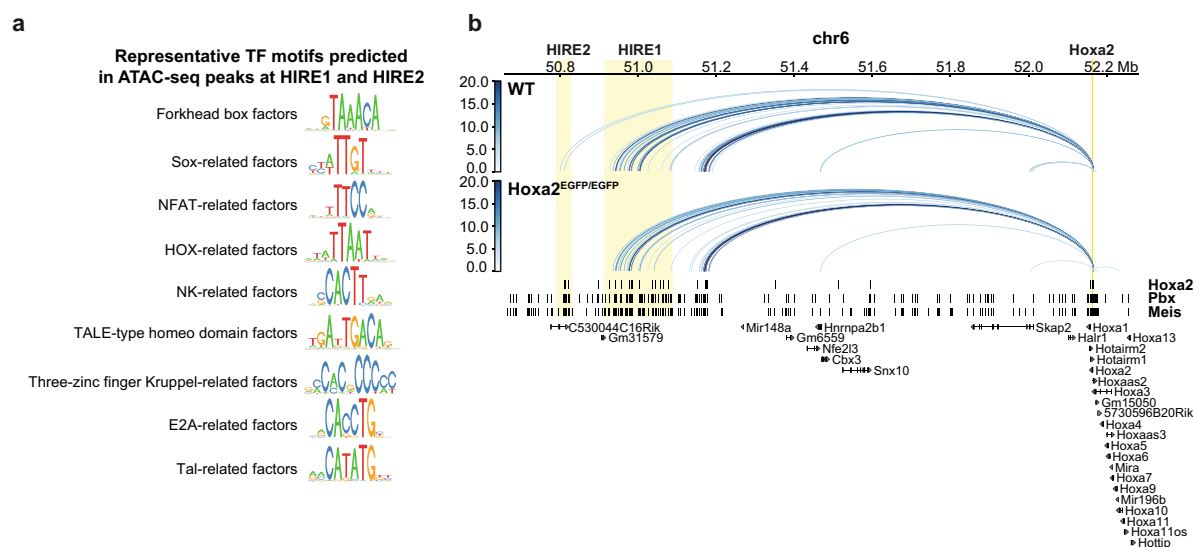 a
Representative TF motifs predicted
in ATAC-seq peaks at HIRE1 and HIRE2
Forkhead box factors
Sox-related factors
NFAT-related factors
HOX-related factors
NK-related factors
TALE-type homeo domain factors
Three-zinc finger Kruppel-related factors
E2A-related factors
Tal-related factors
b
chr6
HIRE2 HIRE1 Hoxa2
50.8 51.0 51.2 51.4 51.6 51.8 52.0 52.2 Mb
WT
20.0
15.0
10.0
5.0
0.0
Hoxa2EGFP/EGFP
20.0
15.0
10.0
5.0
0.0
Hoxa2
Pbx
Meis
C530044C16Rik Mir148a Hnrnpa2b1 Skap2 Hoxa1
Gm31579 Gm6559 Halr1 Hoxa13
Nfe2l3 Hotairm2
Cbx3 Hotairm1
Snx10 Hoxa2
Hoxaas2
Hoxa3
Gm15050
5730596B20Rik
Hoxa4
Hoxaas3
Hoxa5
Hoxa6
Mira
Hoxa7
Hoxa9
Mir196b
Hoxa10
Hoxa11
Hoxa11os
Hottip